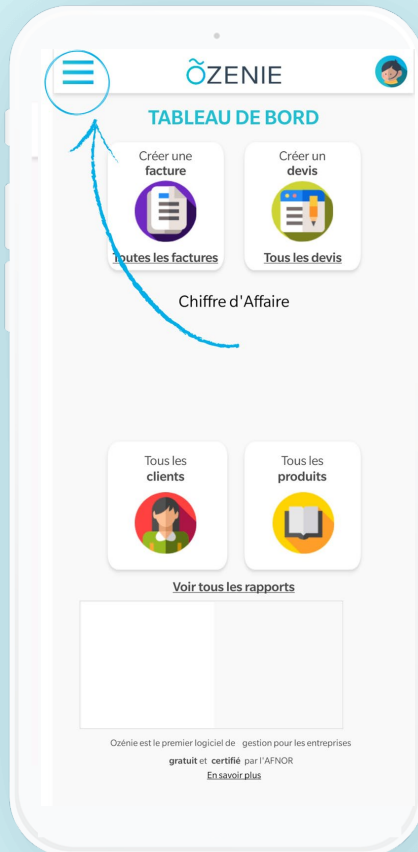 ÕZENIE
TABLEAU DE BORD
Créer une
facture
Toutes les factures
Créer un
devis
Tous les devis
Chiffre d'Affaire
Tous les
clients
Tous les
produits
Voir tous les rapports
Ozénie est le premier logiciel de gestion pour les entreprises
gratuit et certifié par l'AFNOR
En savoir plus